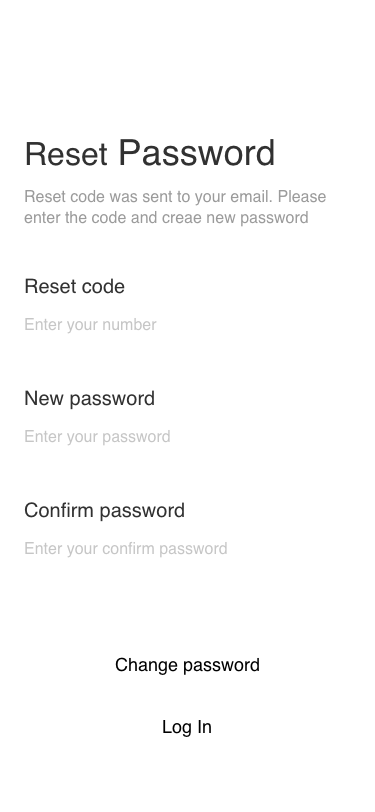 Reset Password
Reset code was sent to your email. Please
enter the code and creae new password
Reset code
Enter your number
New password
Enter your password
Confirm password
Enter your confirm password
Change password
Log In